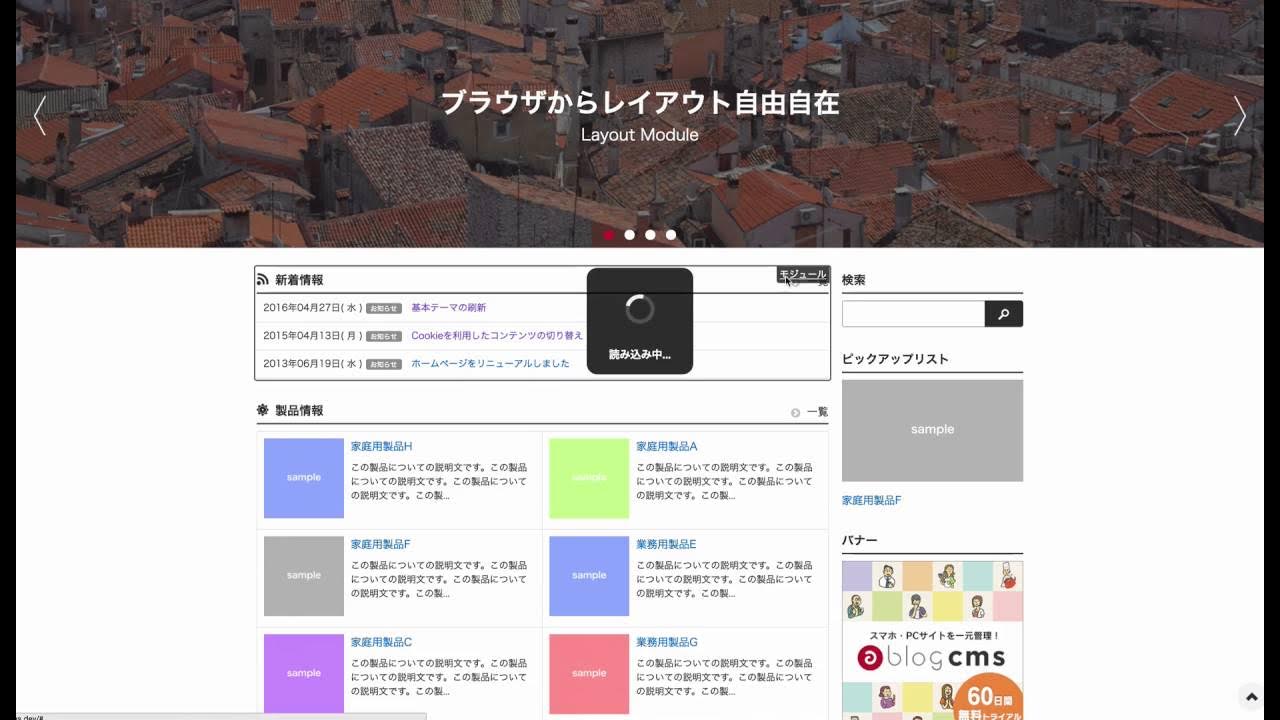 ブラウザからレイアウト自由自在
Layout Module
新着情報
モジュール
2016年04月27日( 水 ) お知らせ 基本テーマの刷新
2015年04月13日( 月 ) お知らせ Cookieを利用したコンテンツの切り替え
2013年06月19日( 水 ) お知らせ ホームページをリニューアルしました
読み込み中...
製品情報
一覧
sample
家庭用製品H
この製品についての説明文です。この製品
についての説明文です。この製品について
の説明文です。この製...
sample
家庭用製品A
この製品についての説明文です。この製品
についての説明文です。この製品について
の説明文です。この製...
sample
家庭用製品F
この製品についての説明文です。この製品
についての説明文です。この製品について
の説明文です。この製...
sample
業務用製品E
この製品についての説明文です。この製品
についての説明文です。この製品について
の説明文です。この製...
sample
家庭用製品C
この製品についての説明文です。この製品
についての説明文です。この製品について
の説明文です。この製...
sample
業務用製品G
この製品についての説明文です。この製品
についての説明文です。この製品について
の説明文です。この製...
検索
ピックアップリスト
sample
家庭用製品F
バナー
スマホ・PCサイトを一元管理！
a blog cms
60日間
無料トライアル